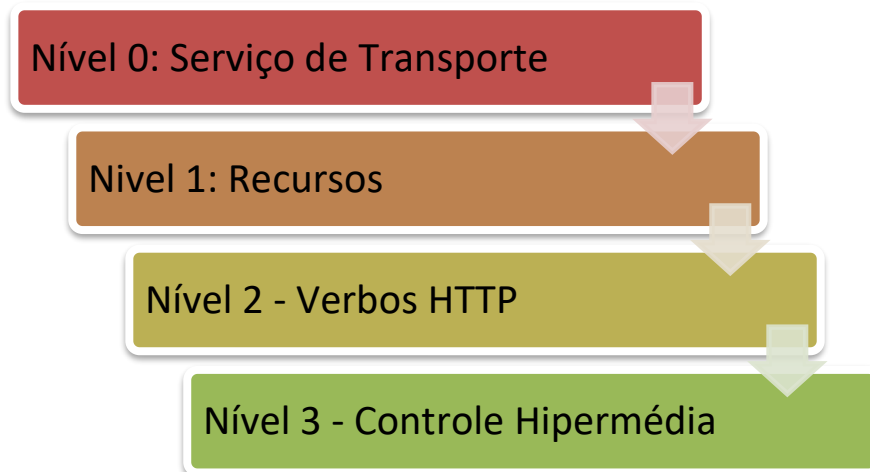 Nível 0: Serviço de Transporte
Nivel 1: Recursos
Nível 2 - Verbos HTTP
Nível 3 - Controle Hipermédia